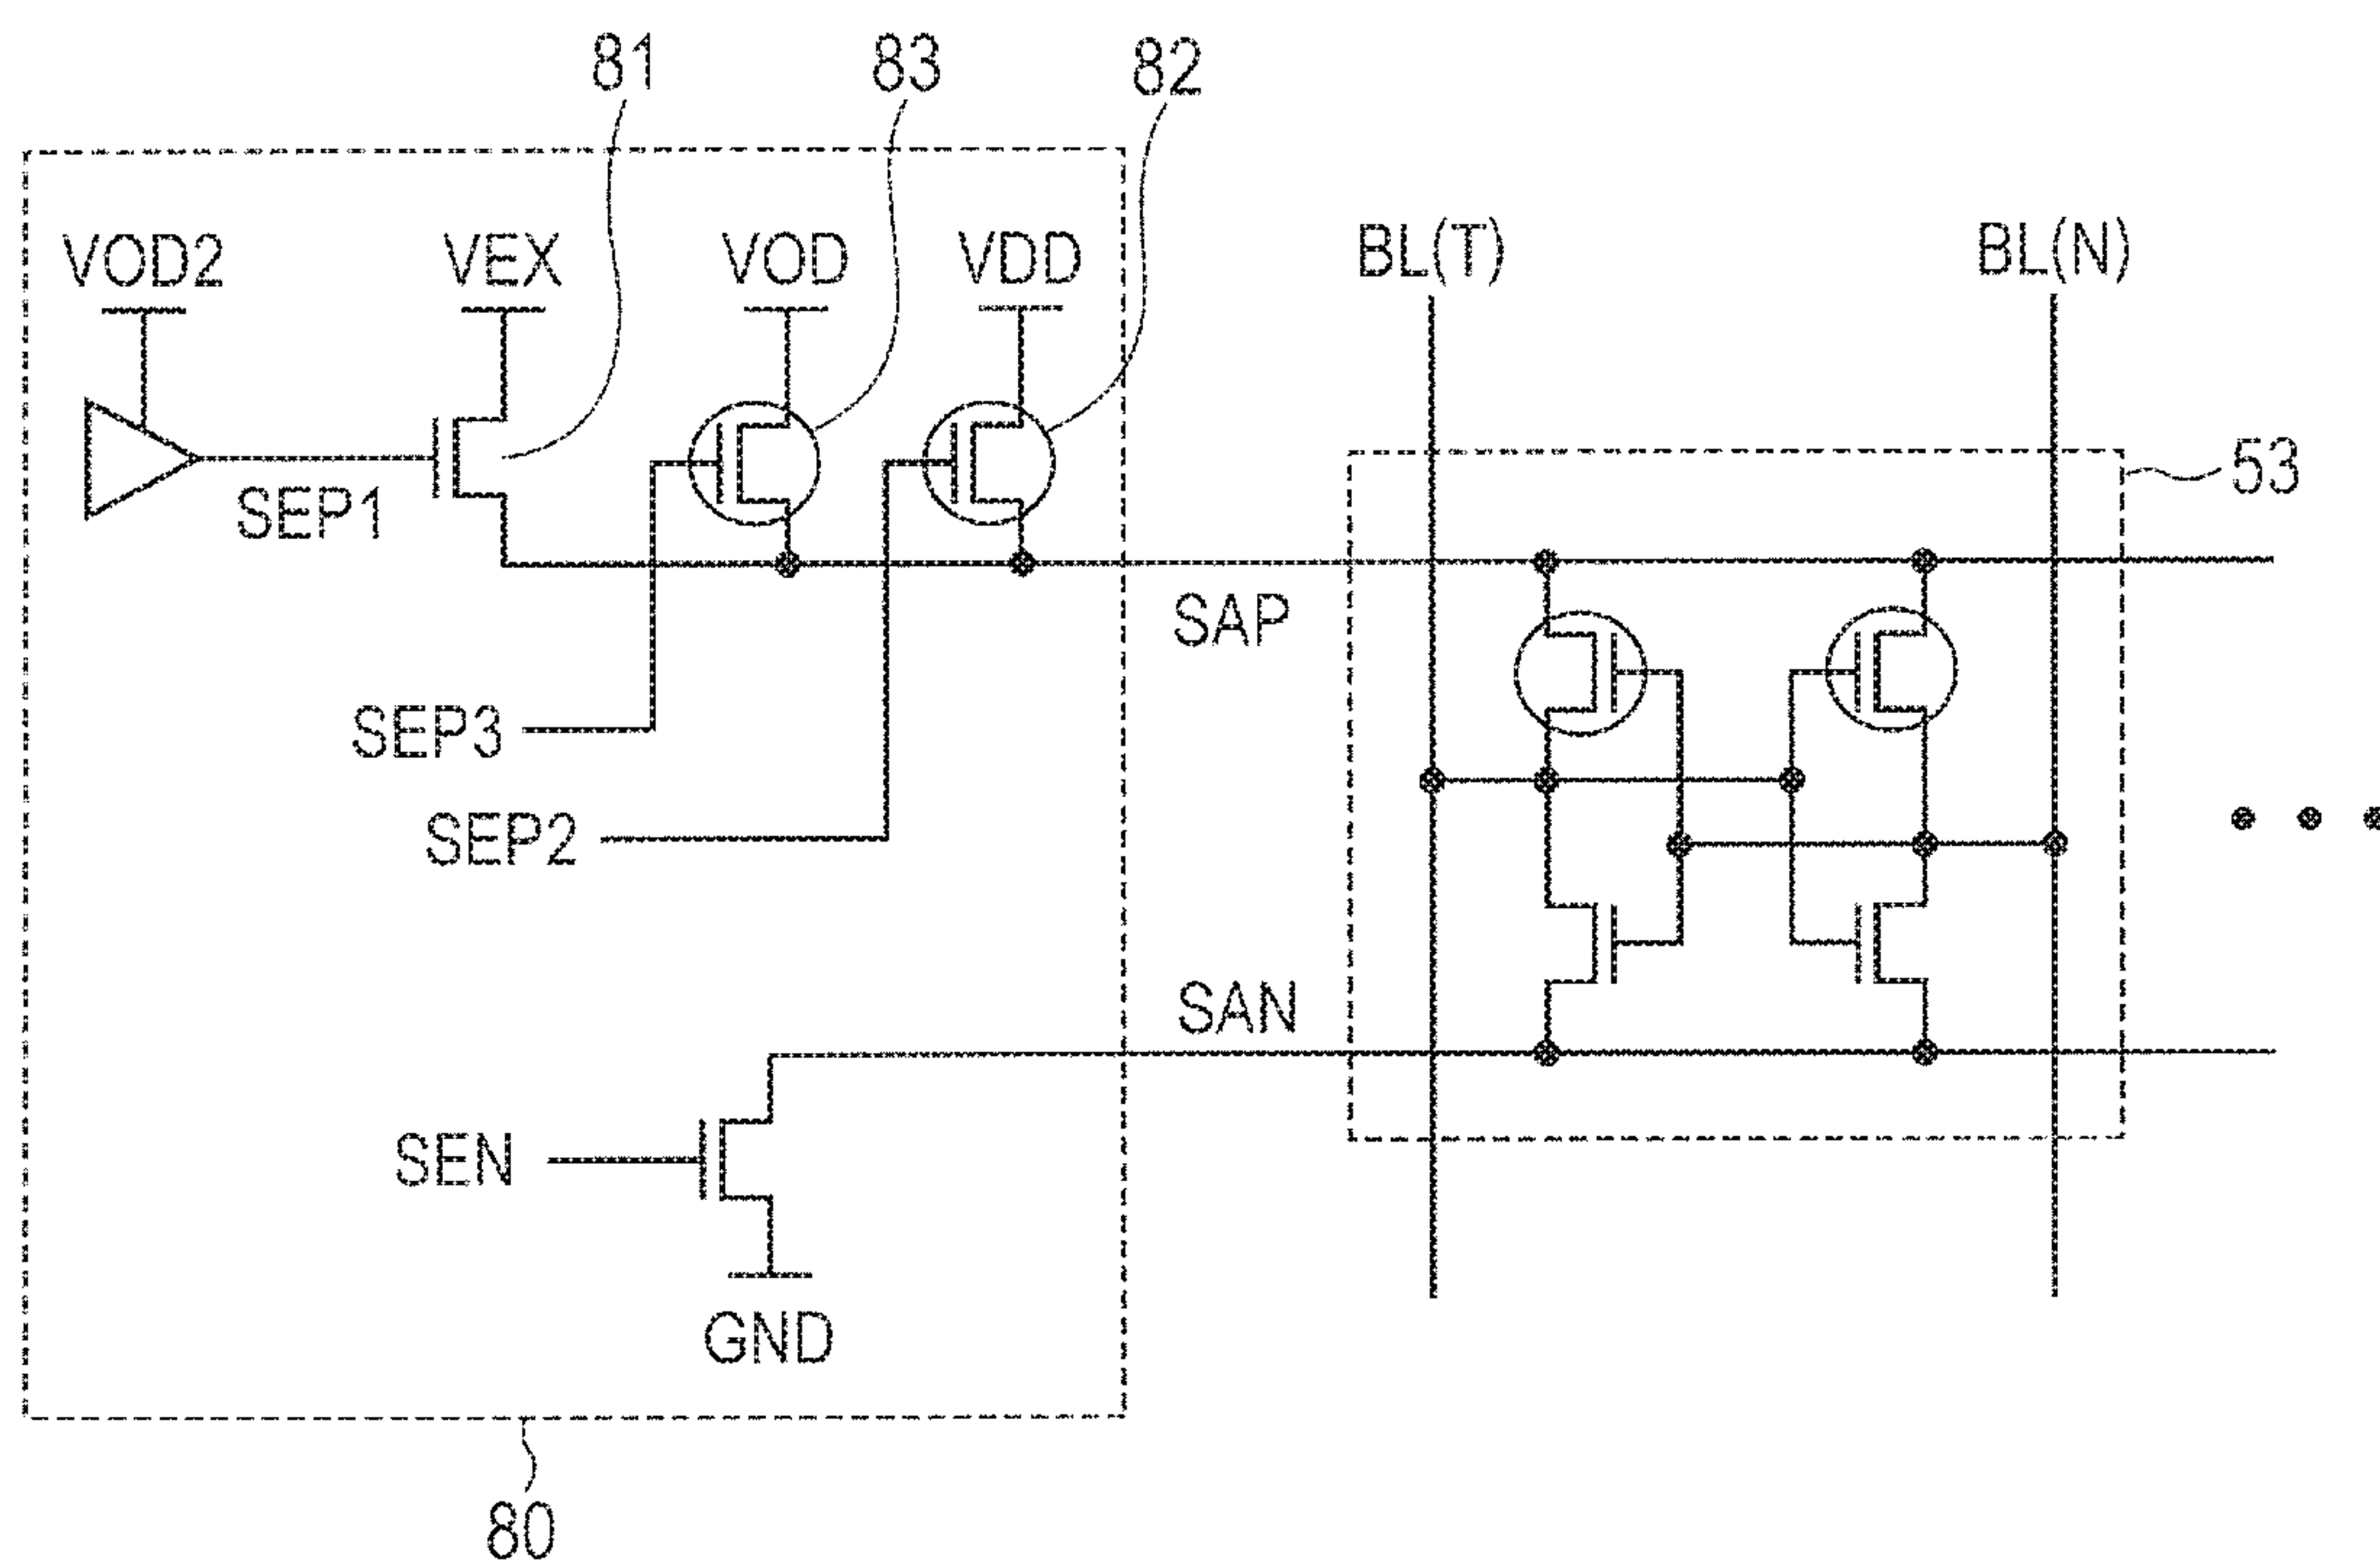 81
83
82
VOD2
VEX
VOD
VDD
BL(T)
BL(N)
53
SEP1
SAP
SEP3
SEP2
SAN
SEN
GND
80